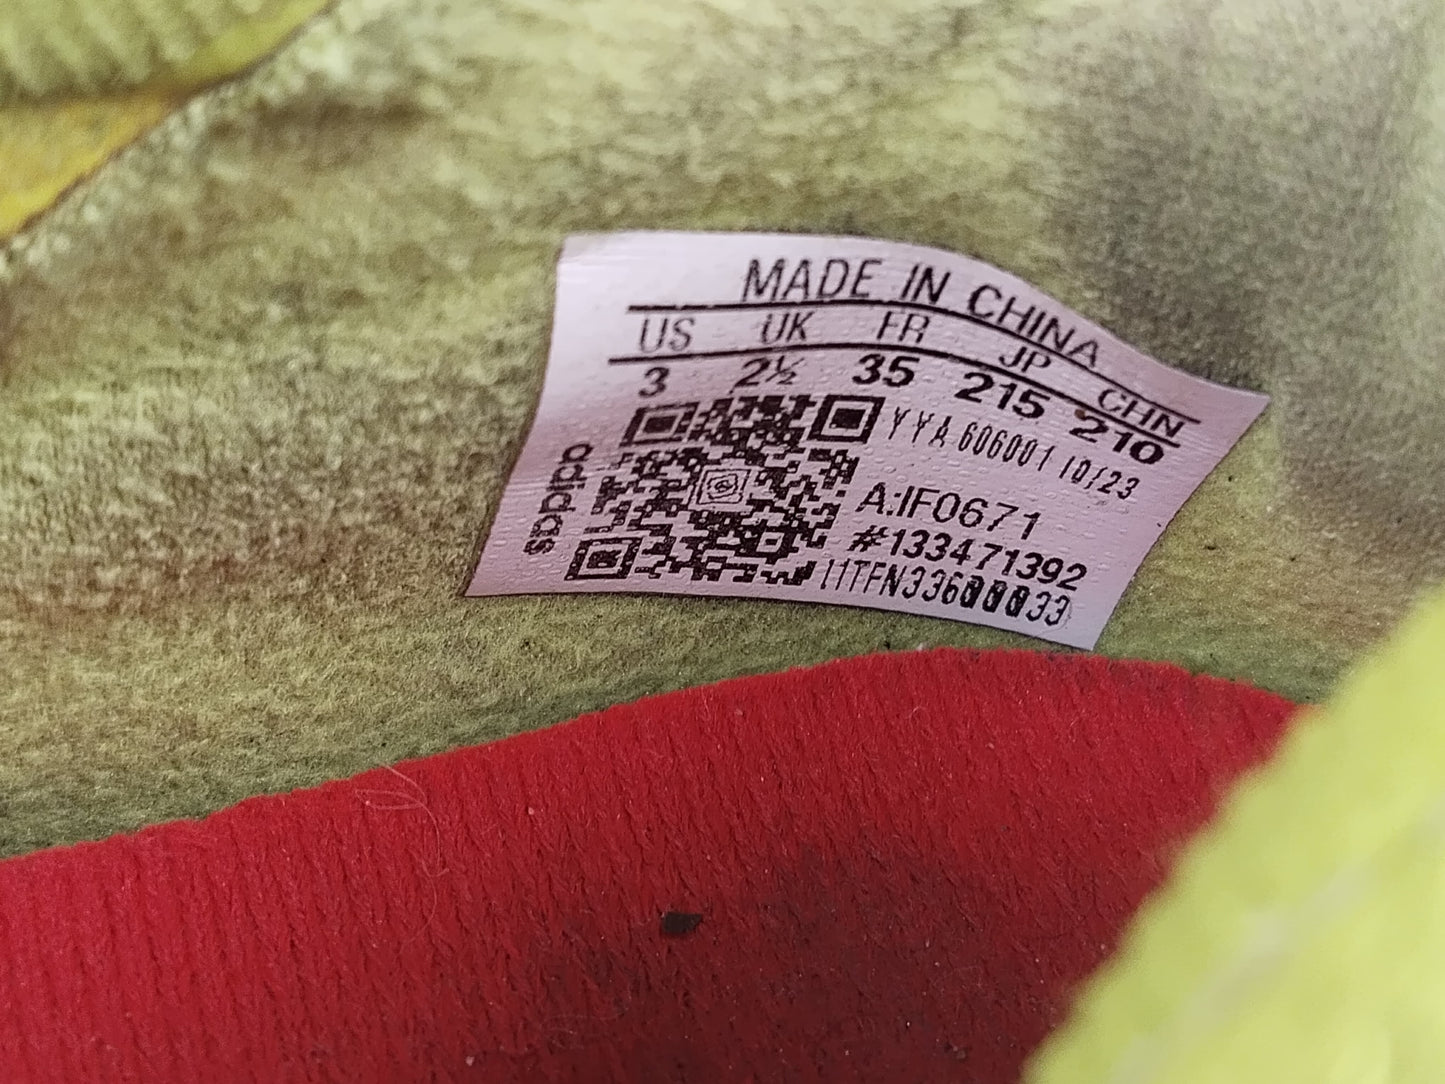 MADE IN CHINA
US UK FR JP CHN
3 2½ 35 215 210
YYA 606001 10/23
A:IF0671
#133471392
adidas